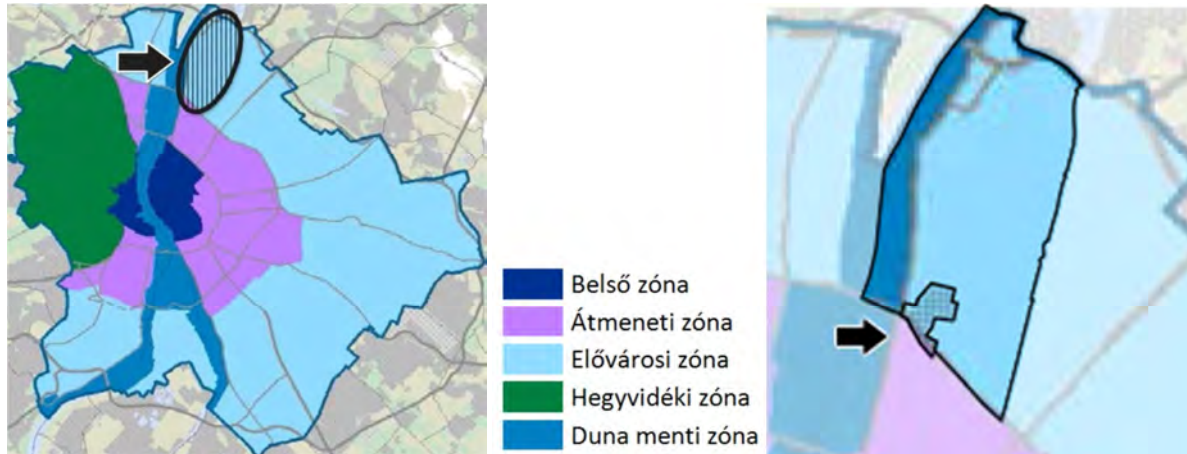 Belső zóna
Átmeneti zóna
Elővárosi zóna
Hegyvidéki zóna
Duna menti zóna